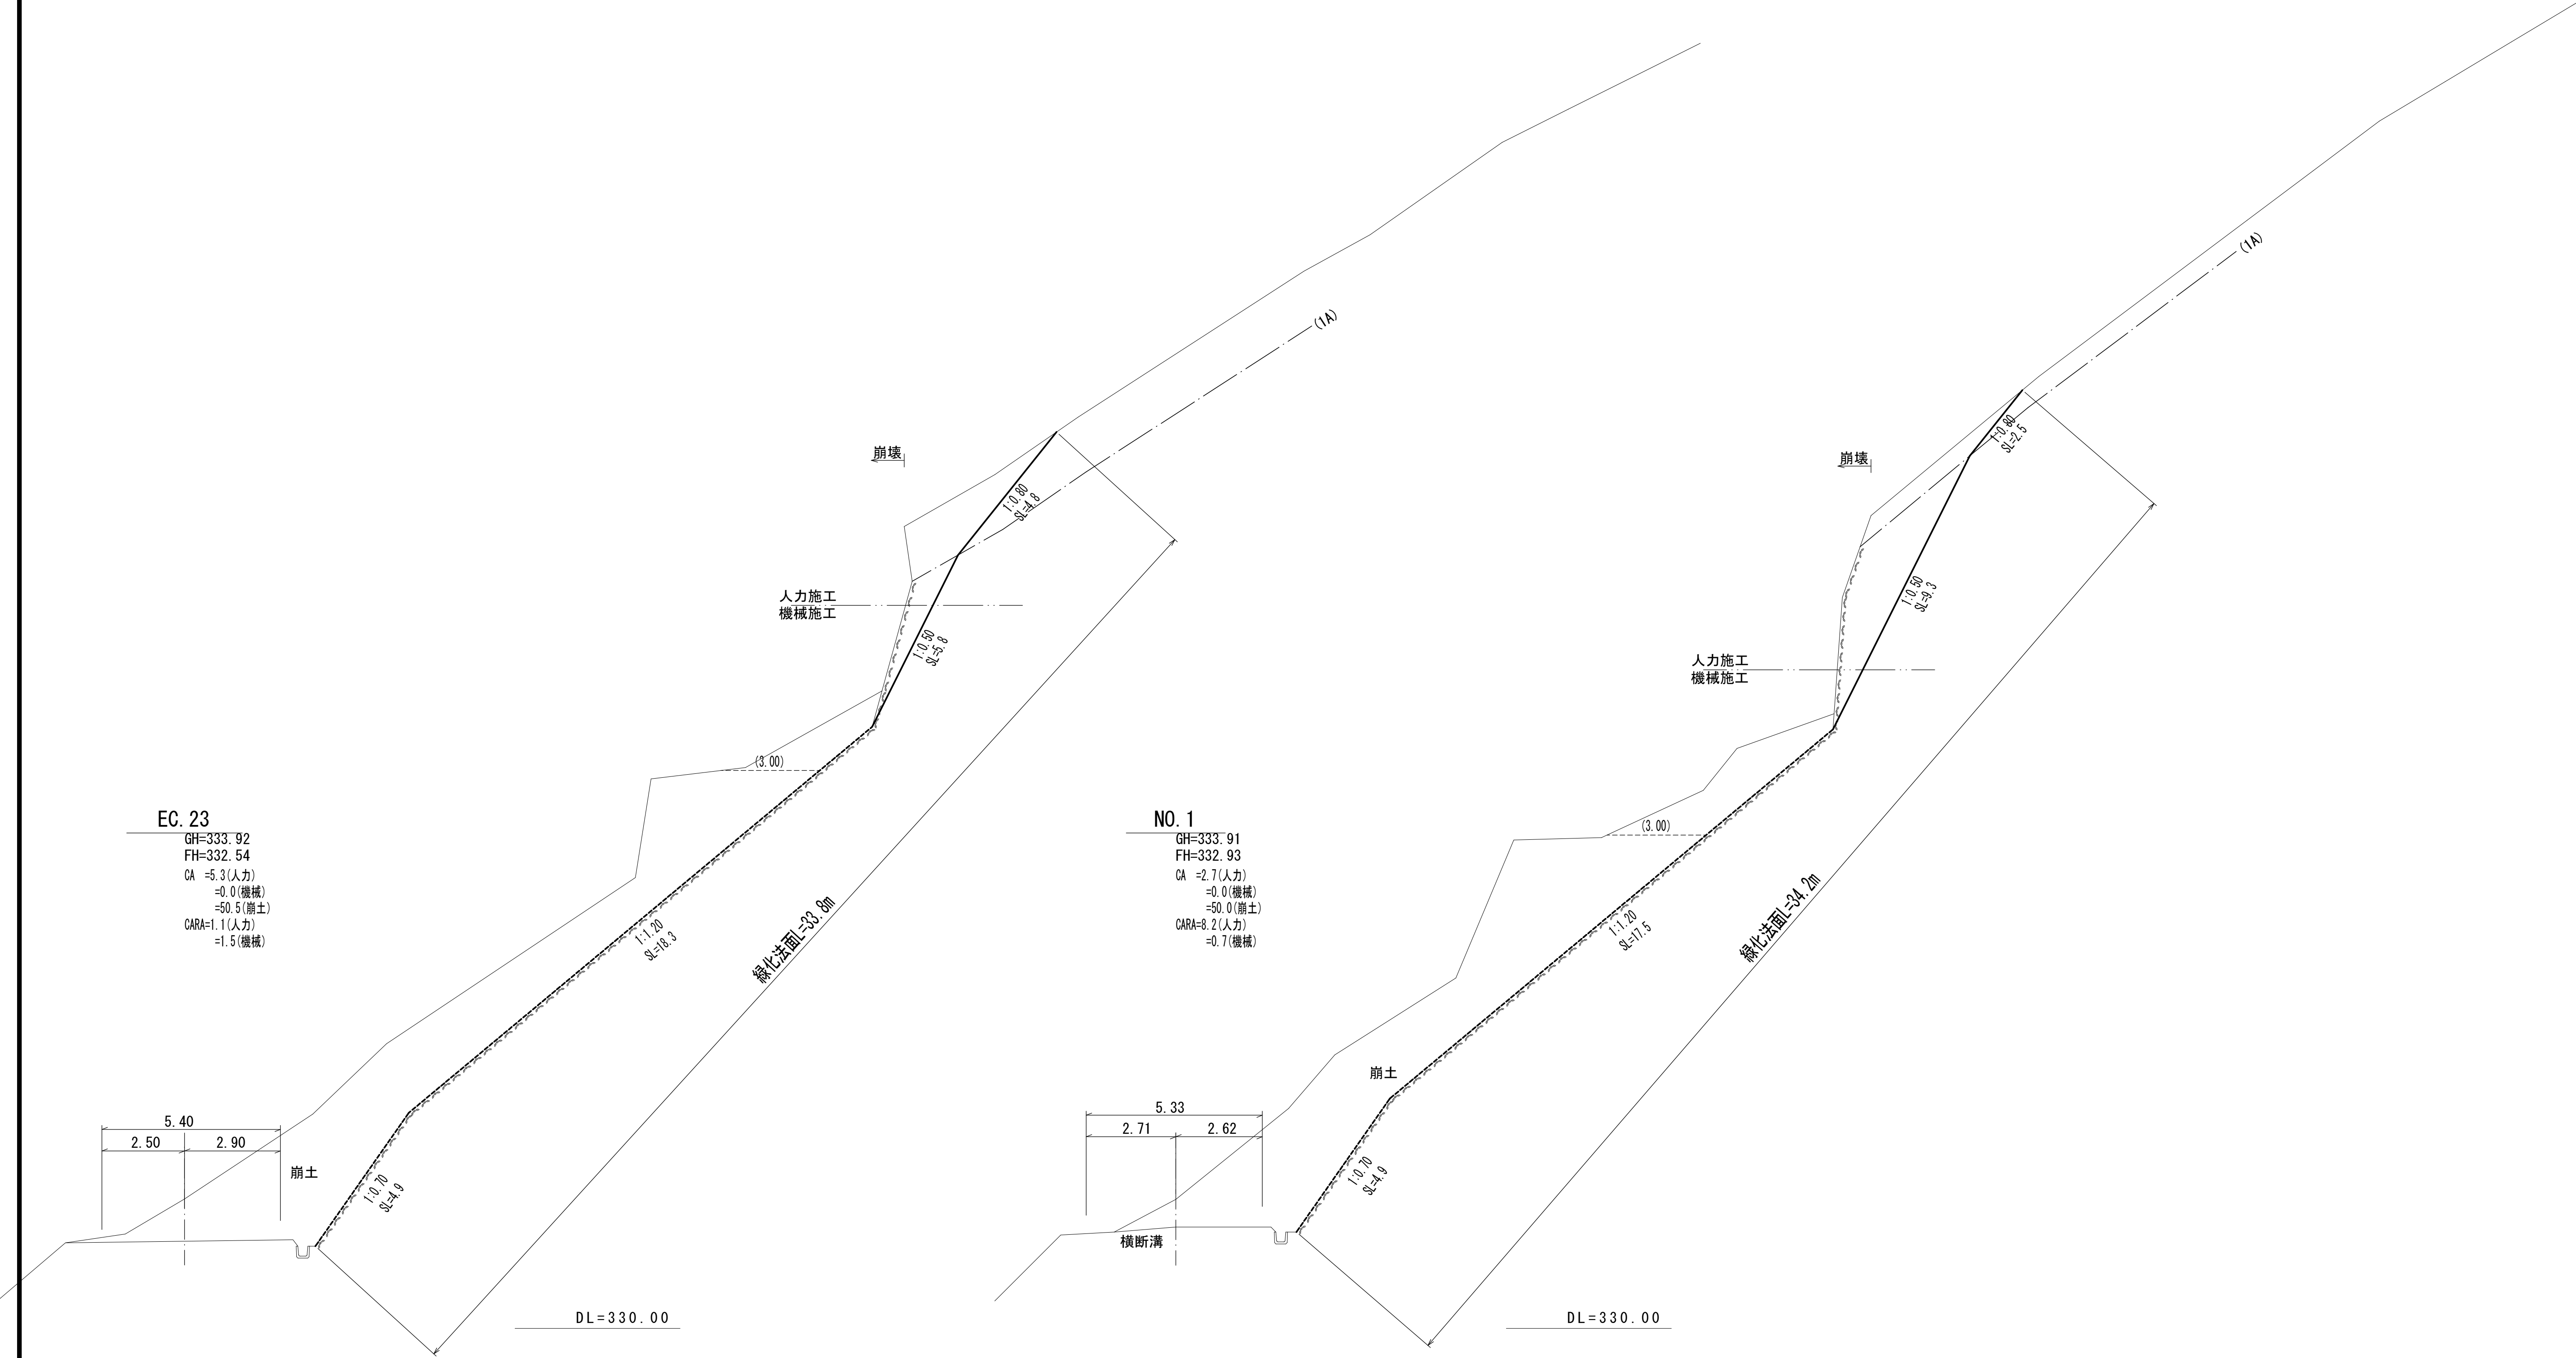 EC.23
GH=333.92
FH=332.54
CA =5.3(人力)
=0.0(機械)
=50.5(崩土)
CARA=1.1(人力)
=1.5(機械)
5.40
2.50
2.90
崩土
1:0.70
SL=4.9
1:1.20
SL=18.3
(3.00)
人力施工
機械施工
1:0.50
SL=5.8
崩壊
1:0.80
SL=4.8
(1A)
緑化法面L=33.8m
DL=330.00
NO.1
GH=333.91
FH=332.93
CA =2.7(人力)
=0.0(機械)
=50.0(崩土)
CARA=8.2(人力)
=0.7(機械)
5.33
2.71
2.62
横断溝
崩土
1:0.70
SL=4.9
1:1.20
SL=17.5
(3.00)
人力施工
機械施工
1:0.50
SL=9.3
崩壊
1:0.80
SL=2.5
(1A)
緑化法面L=34.2m
DL=330.00